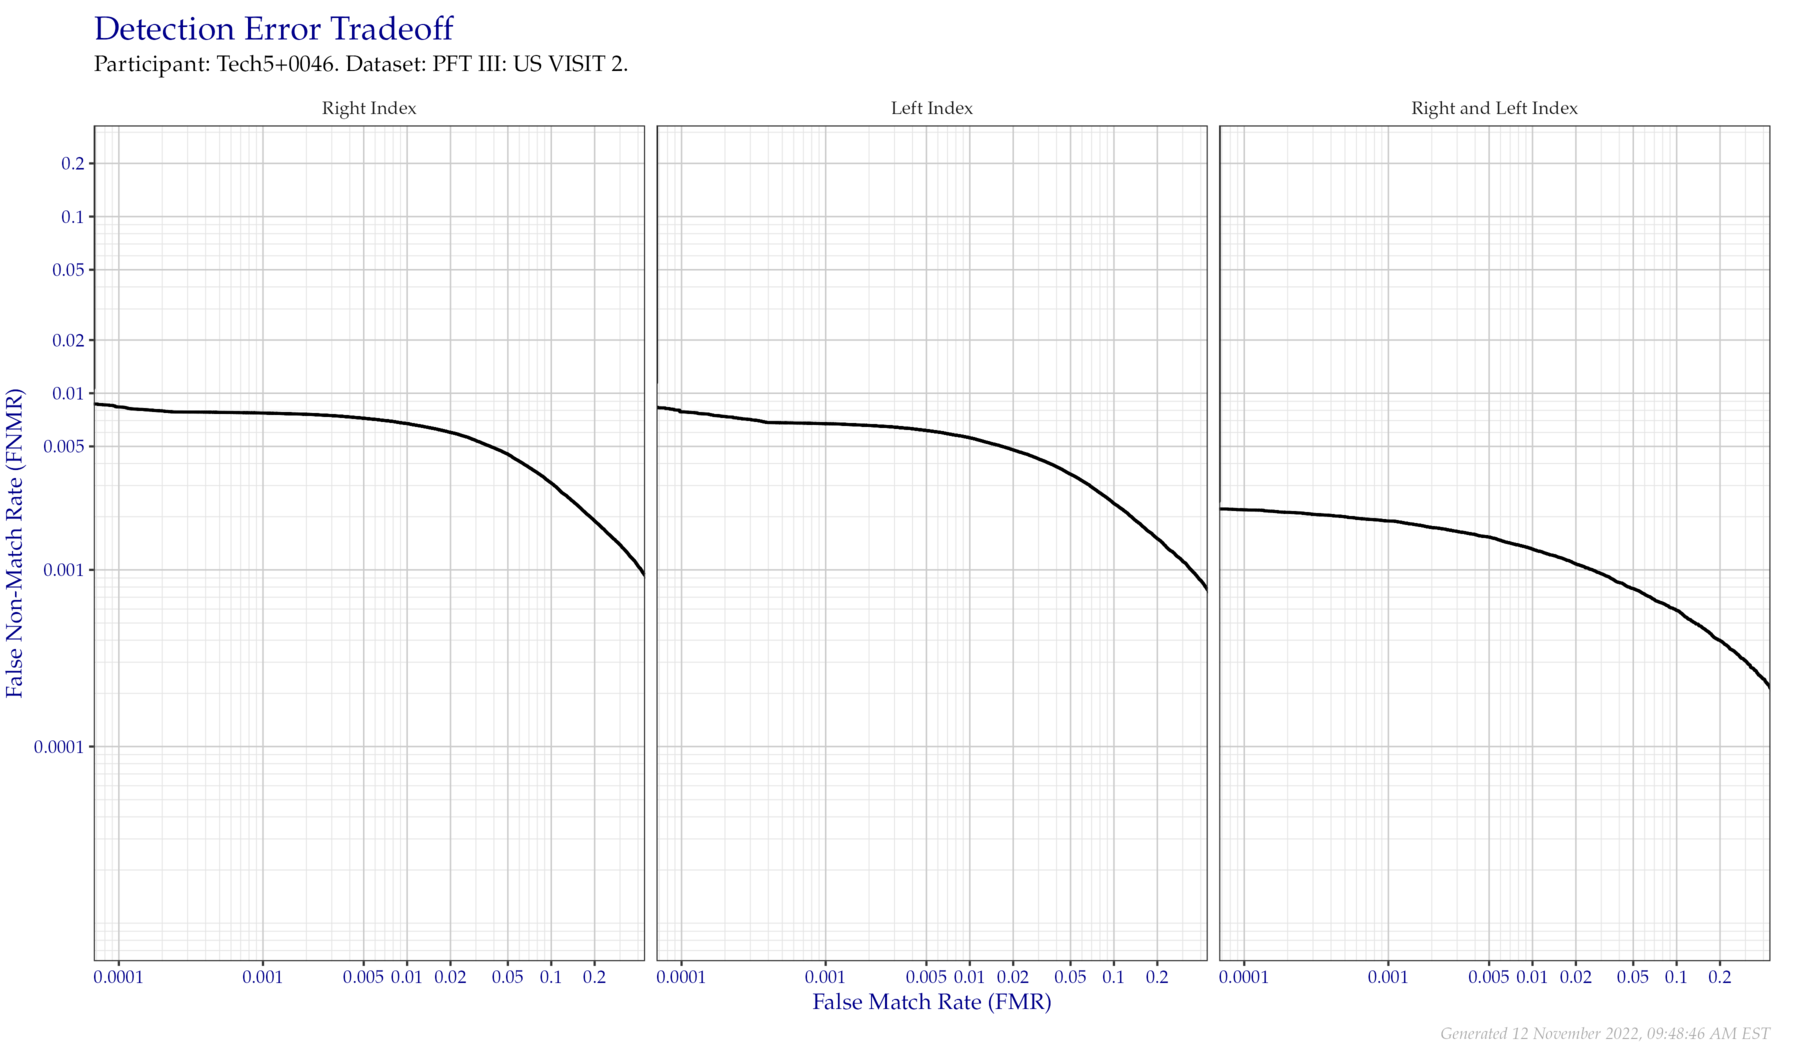 Detection Error Tradeoff
Participant: Tech5+0046. Dataset: PFT III: US VISIT 2.
Right Index
Left Index
Right and Left Index
False Non-Match Rate (FNMR)
0.2
0.1
0.05
0.02
0.01
0.005
0.001
0.0001
0.0001 0.001 0.005 0.01 0.02 0.05 0.1 0.2
0.0001 0.001 0.005 0.01 0.02 0.05 0.1 0.2
0.0001 0.001 0.005 0.01 0.02 0.05 0.1 0.2
False Match Rate (FMR)
Generated 12 November 2022, 09:48:46 AM EST